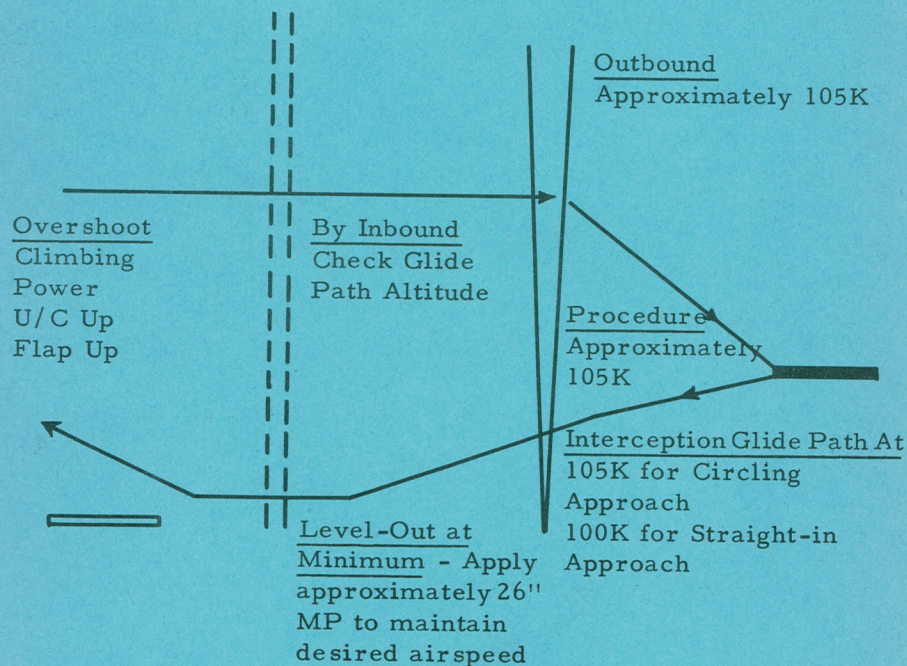 Outbound
Approximately 105K
Overshoot
Climbing
Power
U/C Up
Flap Up
By Inbound
Check Glide
Path Altitude
Procedure
Approximately
105K
Interception Glide Path At
105K for Circling
Approach
100K for Straight-in
Approach
Level-Out at
Minimum - Apply
approximately 26"
MP to maintain
desired airspeed